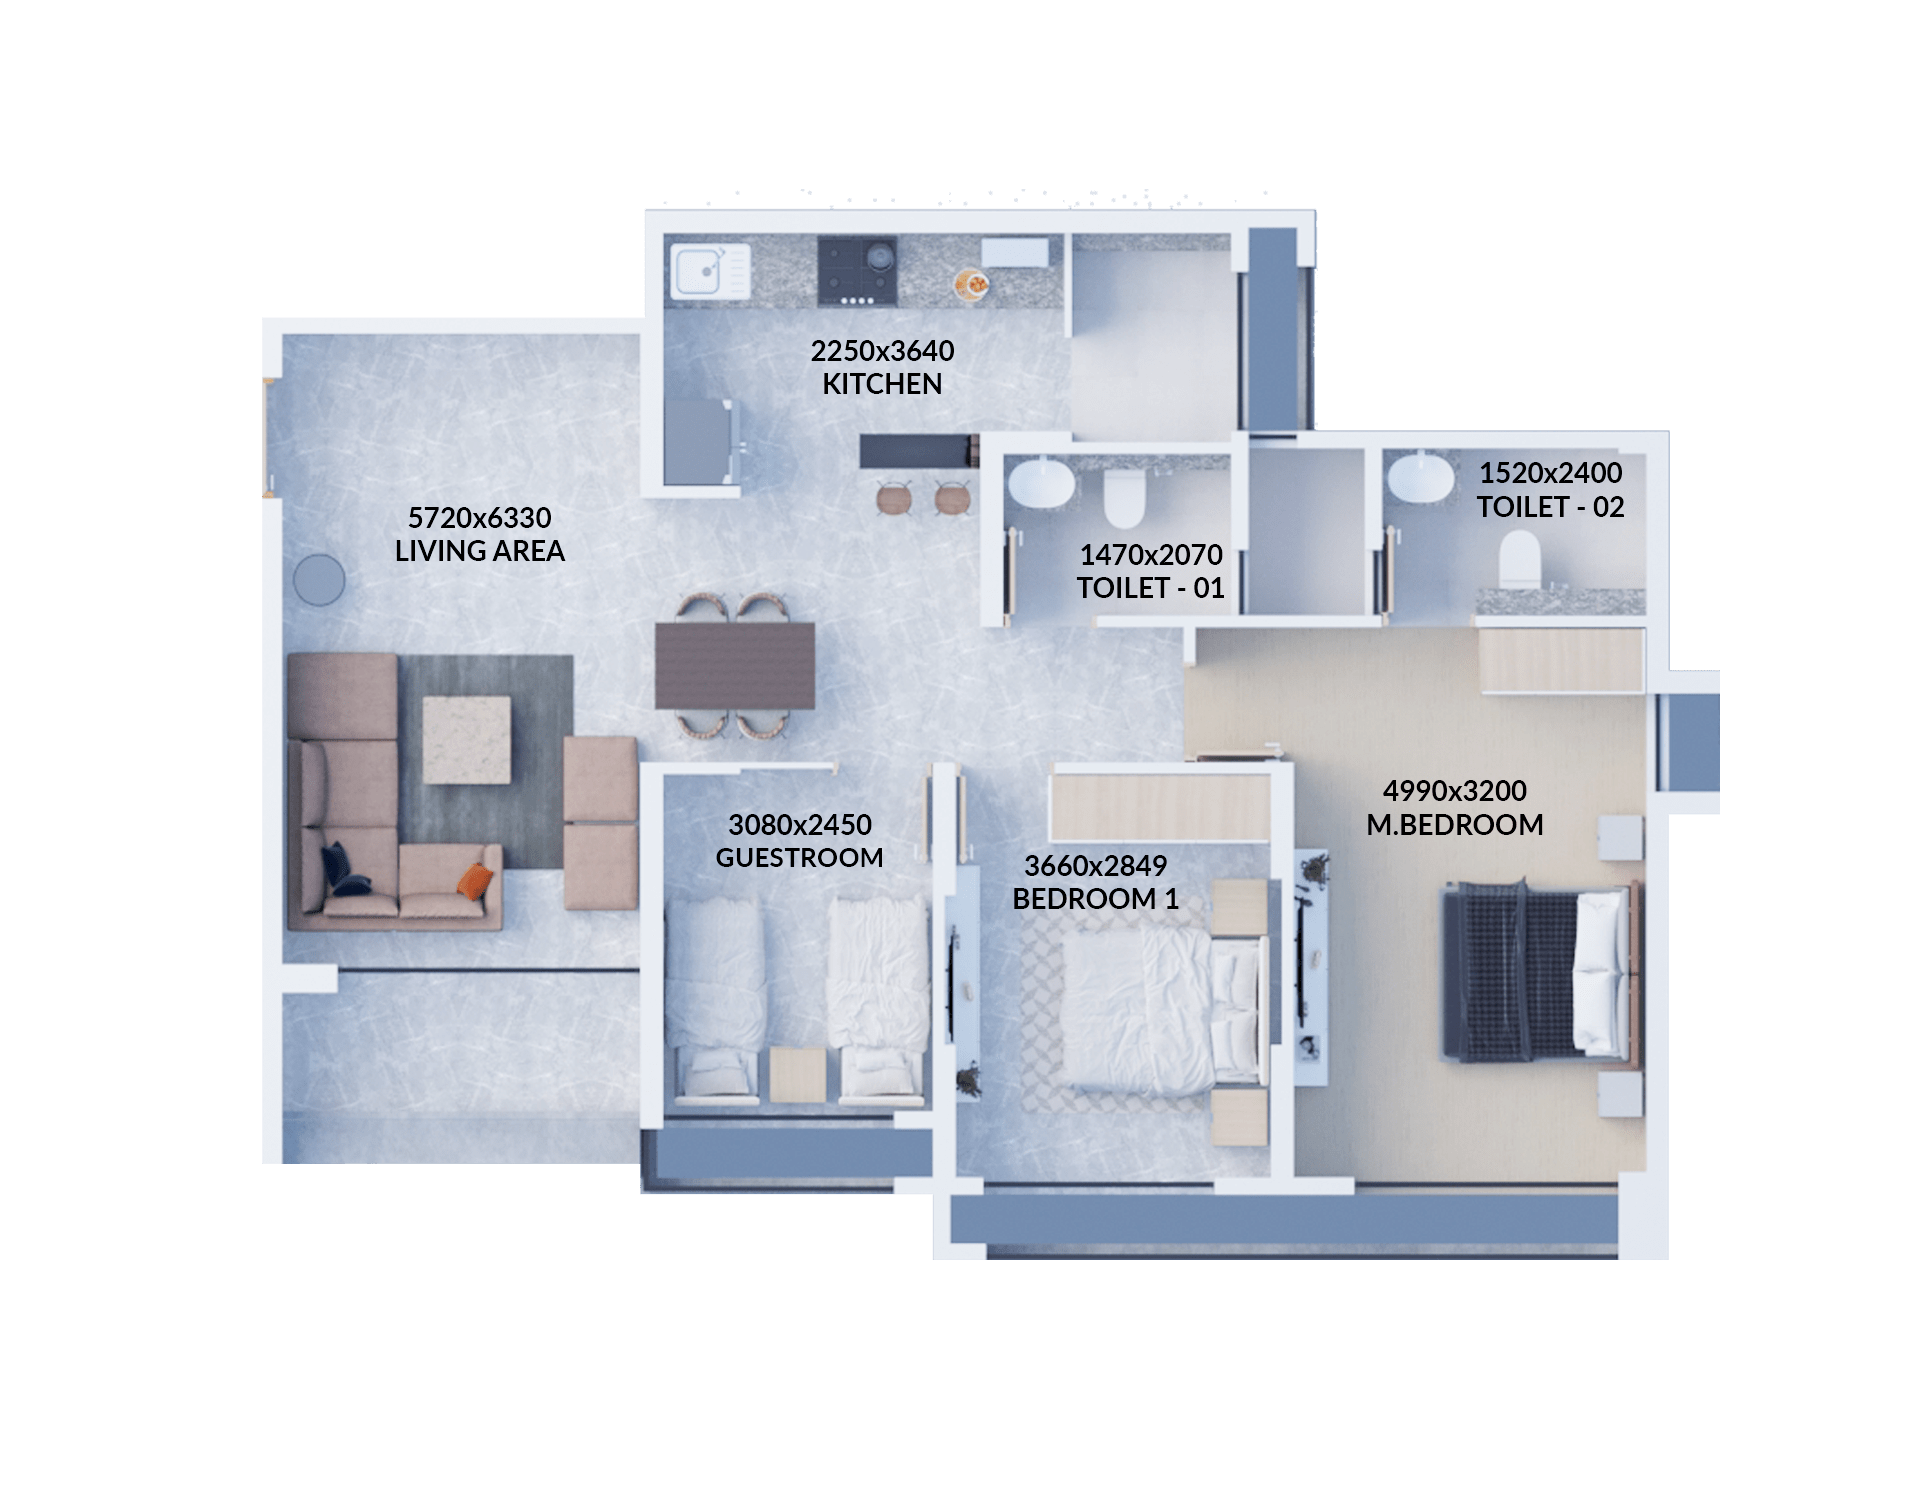 2250x3640
KITCHEN
1520x2400
TOILET - 02
5720x6330
LIVING AREA
1470x2070
TOILET - 01
4990x3200
M.BEDROOM
3080x2450
GUESTROOM
3660x2849
BEDROOM 1